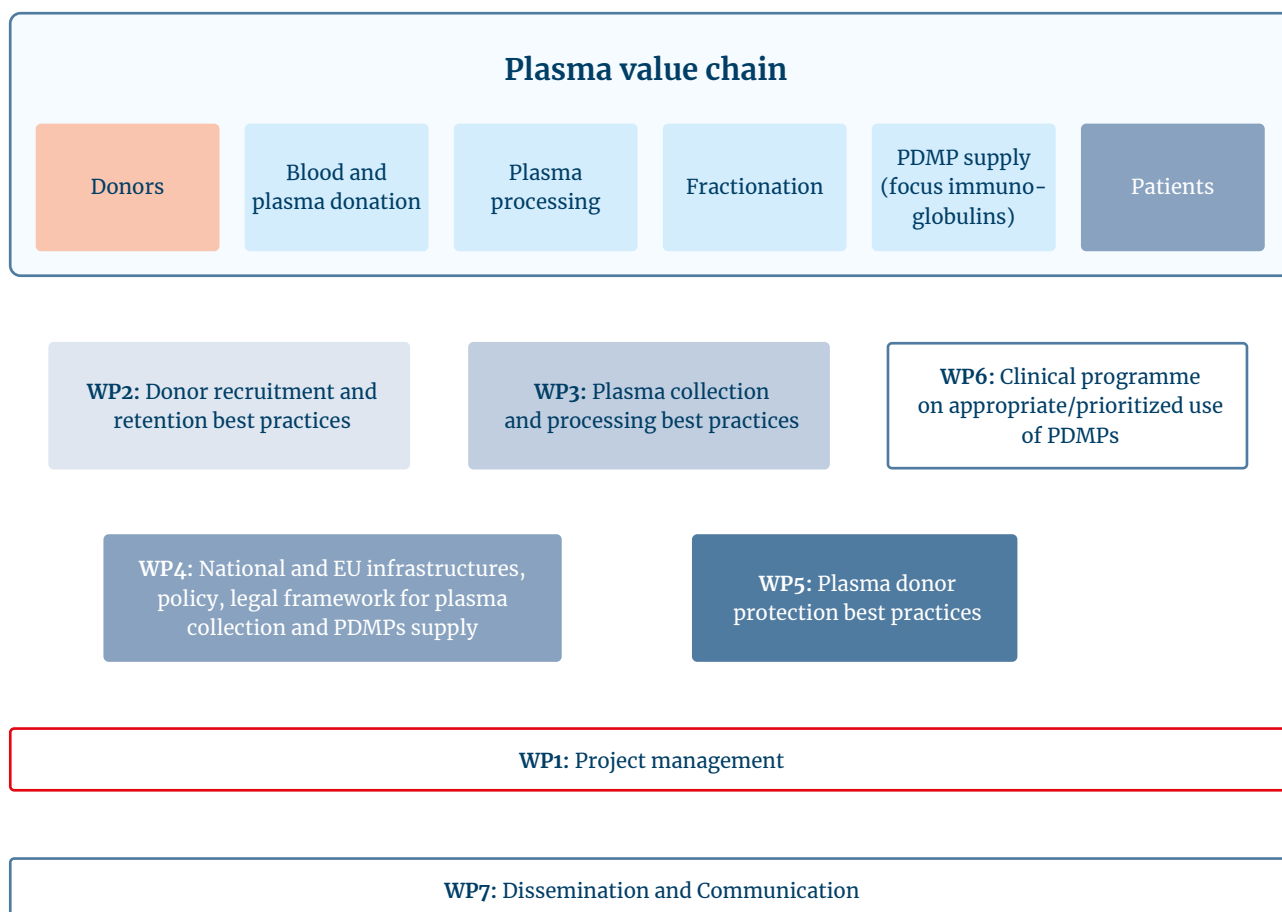 Plasma value chain
Donors
Blood and
plasma donation
Plasma
processing
Fractionation
PDMP supply
(focus immuno-
globulins)
Patients
WP2: Donor recruitment and
retention best practices
WP3: Plasma collection
and processing best practices
WP6: Clinical programme
on appropriate/prioritized use
of PDMPs
WP4: National and EU infrastructures,
policy, legal framework for plasma
collection and PDMPs supply
WP5: Plasma donor
protection best practices
WP1: Project management
WP7: Dissemination and Communication